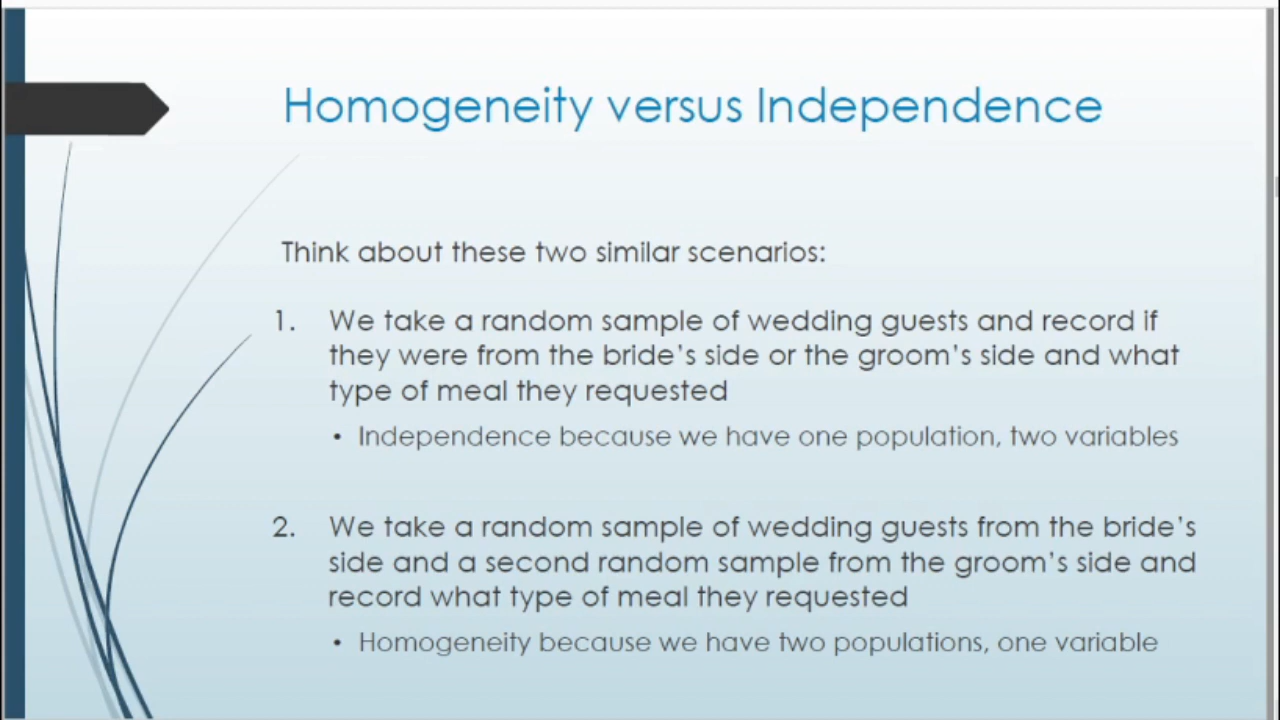 Homogeneity versus Independence
Think about these two similar scenarios:
1. We take a random sample of wedding guests and record if
they were from the bride's side or the groom's side and what
type of meal they requested
• Independence because we have one population, two variables
2. We take a random sample of wedding guests from the bride's
side and a second random sample from the groom's side and
record what type of meal they requested
• Homogeneity because we have two populations, one variable